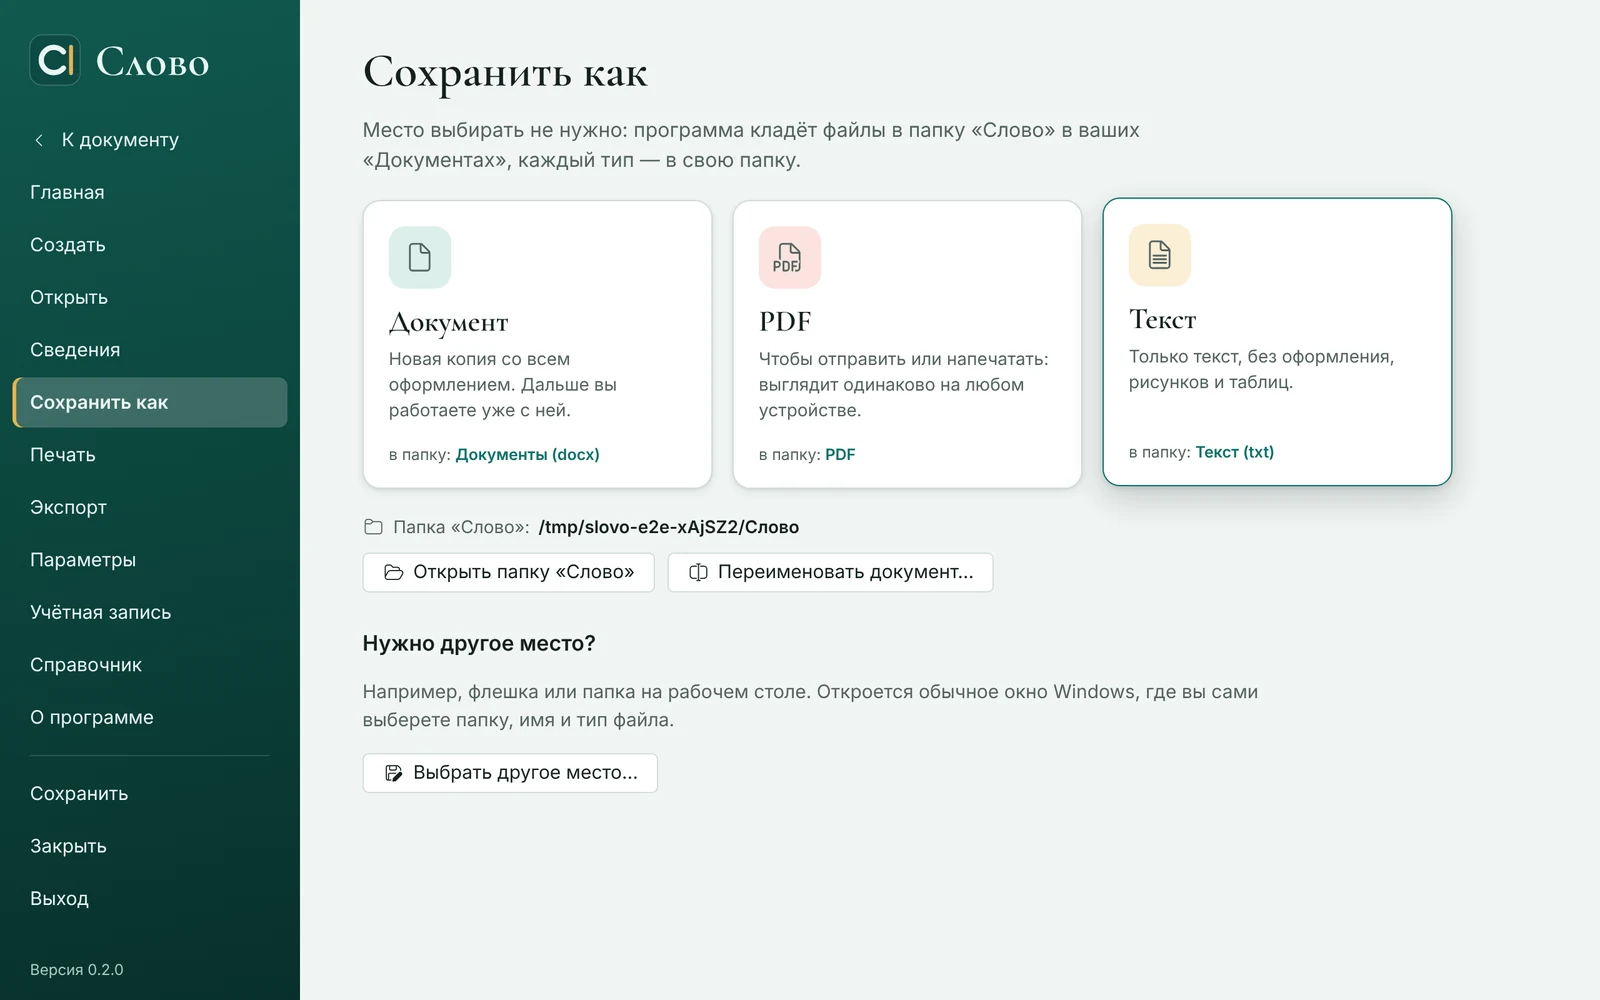 Сl Слово
К документу
Главная
Создать
Открыть
Сведения
Сохранить как
Печать
Экспорт
Параметры
Учётная запись
Справочник
О программе
Сохранить
Закрыть
Выход
Версия 0.2.0
Сохранить как
Место выбирать не нужно: программа кладёт файлы в папку «Слово» в ваших
«Документах», каждый тип — в свою папку.
Документ
Новая копия со всем
оформлением. Дальше вы
работаете уже с ней.
в папку: Документы (docx)
PDF
PDF
Чтобы отправить или напечатать:
выглядит одинаково на любом
устройстве.
в папку: PDF
Текст
Только текст, без оформления,
рисунков и таблиц.
в папку: Текст (txt)
Папка «Слово»: /tmp/slovo-e2e-xAjSZ2/Слово
Открыть папку «Слово»
Переименовать документ...
Нужно другое место?
Например, флешка или папка на рабочем столе. Откроется обычное окно Windows, где вы сами
выберете папку, имя и тип файла.
Выбрать другое место...